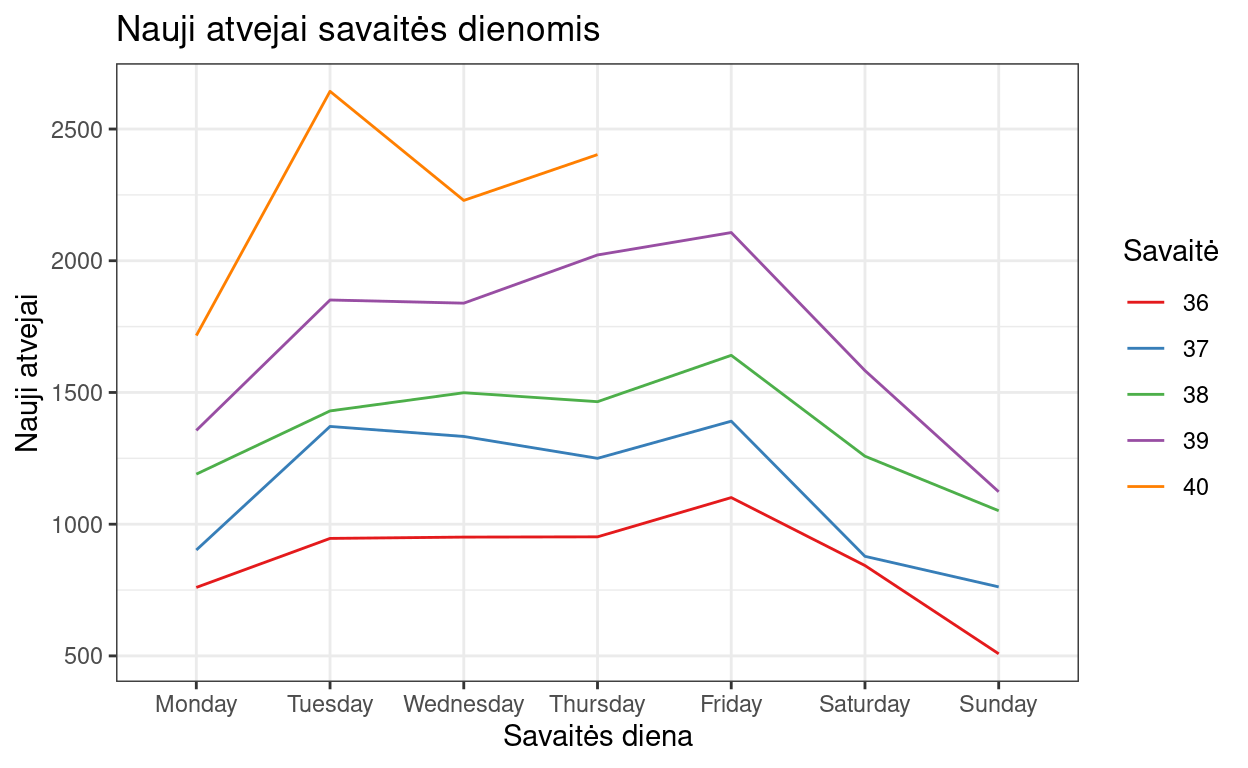 Nauji atvejai savaitės dienomis
Nauji atvejai
2500
2000
1500
1000
500
Monday Tuesday Wednesday Thursday Friday Saturday Sunday
Savaitės diena
Savaitė
36
37
38
39
40